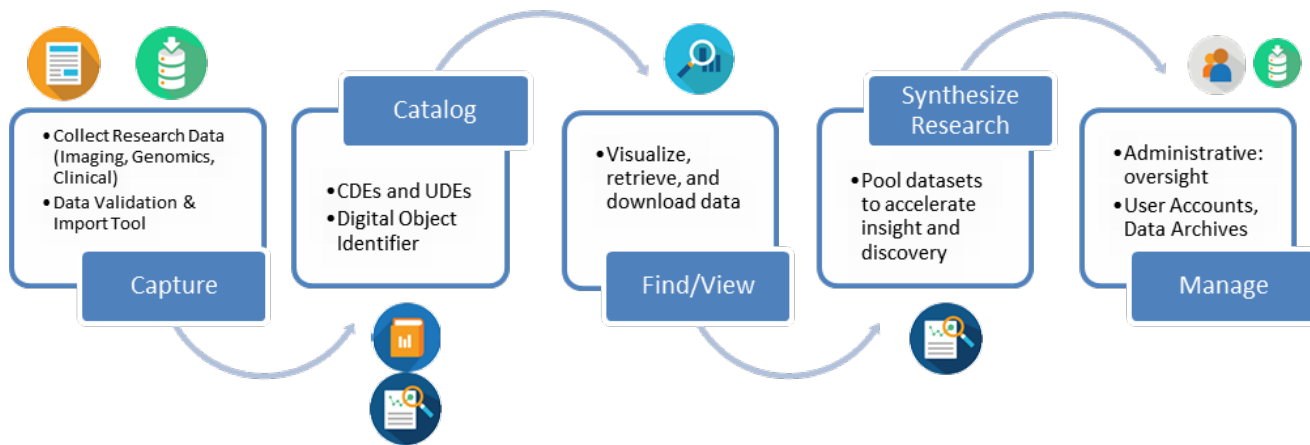 •Collect Research Data
(Imaging, Genomics,
Clinical)
•Data Validation &
Import Tool
Capture
Catalog
•CDEs and UDEs
•Digital Object
Identifier
•Visualize,
retrieve, and
download data
Find/View
Synthesize
Research
•Pool datasets
to accelerate
insight and
discovery
•Administrative:
oversight
•User Accounts,
Data Archives
Manage